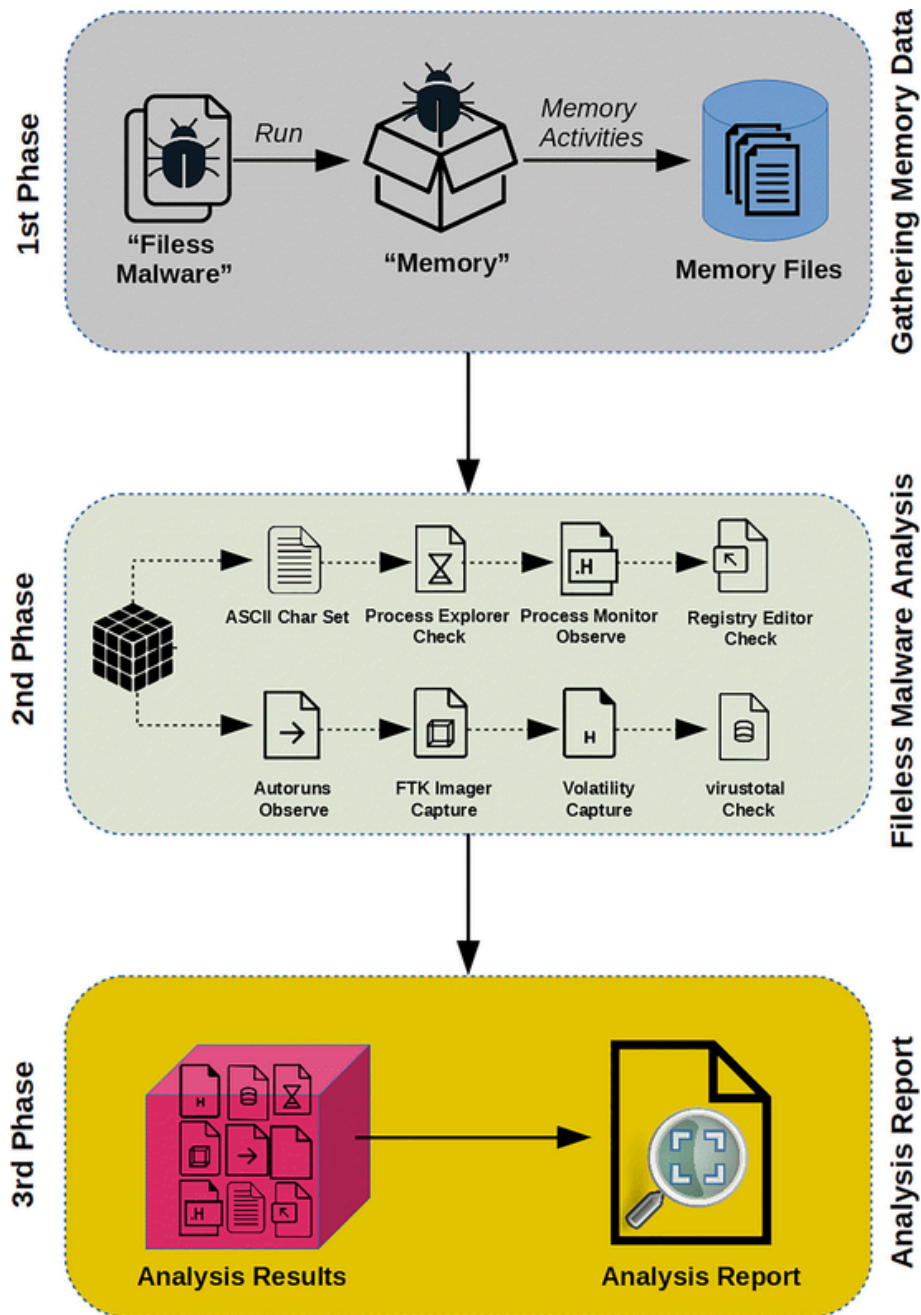 1st Phase
Gathering Memory Data
Run
Memory
Activities
“Filess
Malware”
“Memory”
Memory Files
2nd Phase
Fileless Malware Analysis
.H
ASCII Char Set
Process Explorer
Check
Process Monitor
Observe
Registry Editor
Check
H
Autoruns
Observe
FTK Imager
Capture
Volatility
Capture
virustotal
Check
3rd Phase
Analysis Report
H
.H
Analysis Results
Analysis Report